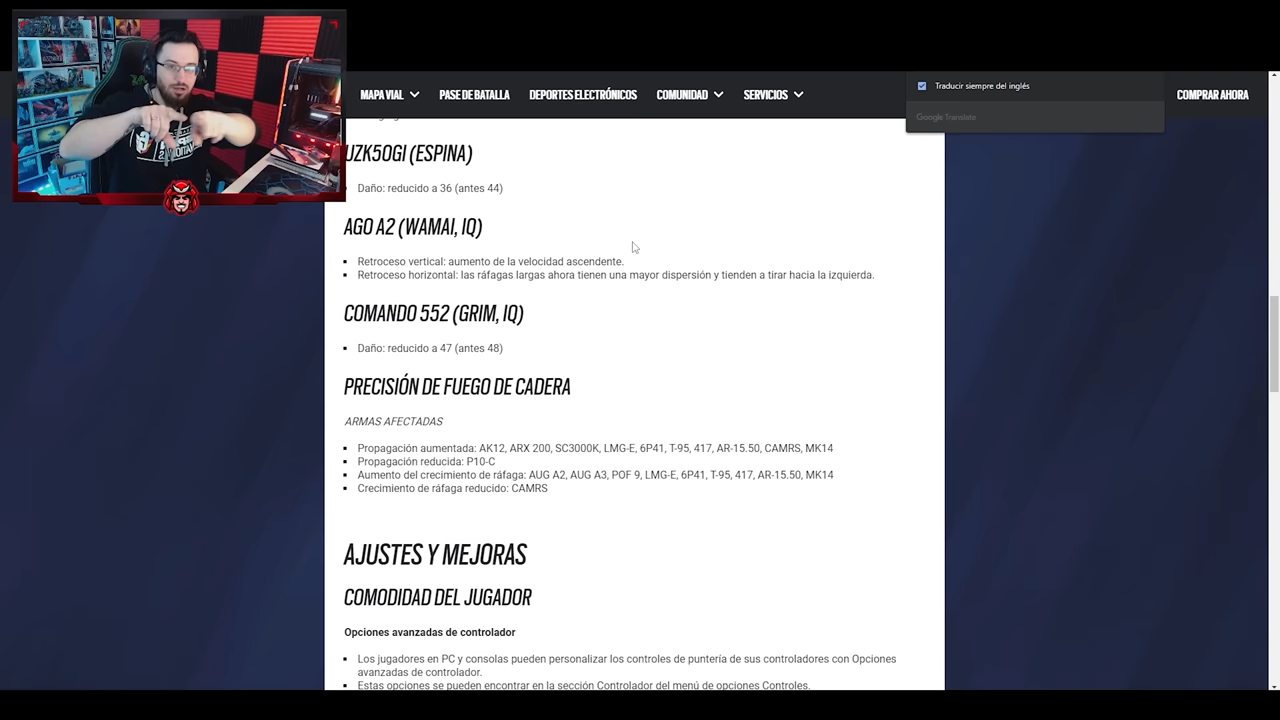 MAPA VIAL
PASE DE BATALLA
DEPORTES ELECTRÓNICOS
COMUNIDAD
SERVICIOS
Traducir siempre del inglés
Google Translate
COMPRAR AHORA
UZK50GI (ESPINA)
Daño: reducido a 36 (antes 44)
AGO A2 (WAMAI, IQ)
Retroceso vertical: aumento de la velocidad ascendente.
Retroceso horizontal: las ráfagas largas ahora tienen una mayor dispersión y tienden a tirar hacia la izquierda.
COMANDO 552 (GRIM, IQ)
Daño: reducido a 47 (antes 48)
PRECISIÓN DE FUEGO DE CADERA
ARMAS AFECTADAS
Propagación aumentada: AK12, ARX 200, SC3000K, LMG-E, 6P41, T-95, 417, AR-15.50, CAMRS, MK14
Propagación reducida: P10-C
Aumento del crecimiento de ráfaga: AUG A2, AUG A3, POF 9, LMG-E, 6P41, T-95, 417, AR-15.50, MK14
Crecimiento de ráfaga reducido: CAMRS
AJUSTES Y MEJORAS
COMODIDAD DEL JUGADOR
Opciones avanzadas de controlador
Los jugadores en PC y consolas pueden personalizar los controles de puntería de sus controladores con Opciones
avanzadas de controlador.
Estas opciones se pueden encontrar en la sección Controlador del menú de opciones Controles.